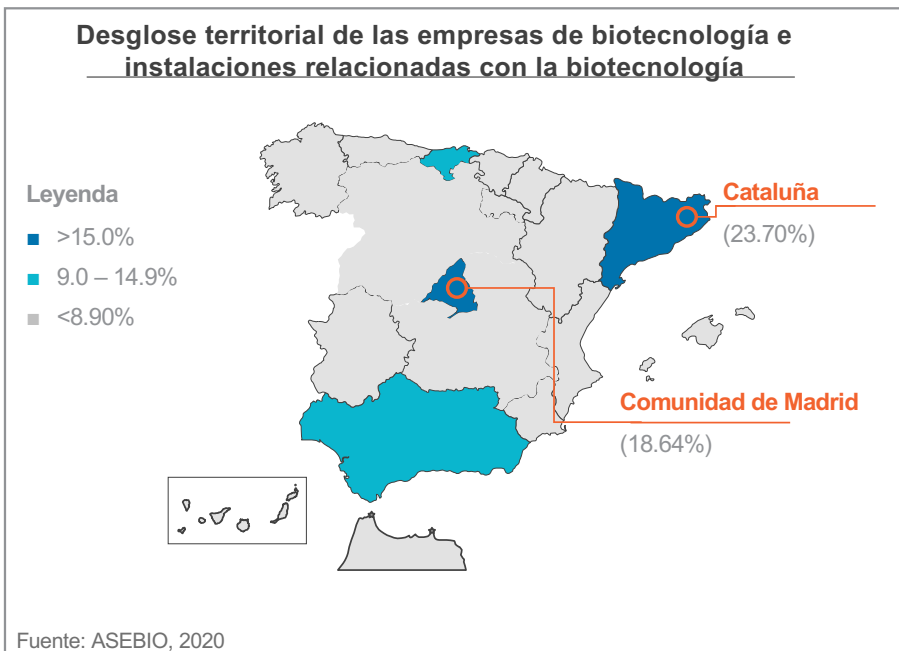 Desglose territorial de las empresas de biotecnología e
instalaciones relacionadas con la biotecnología
Leyenda
>15.0%
9.0 – 14.9%
<8.90%
Cataluña
(23.70%)
Comunidad de Madrid
(18.64%)
Fuente: ASEBIO, 2020